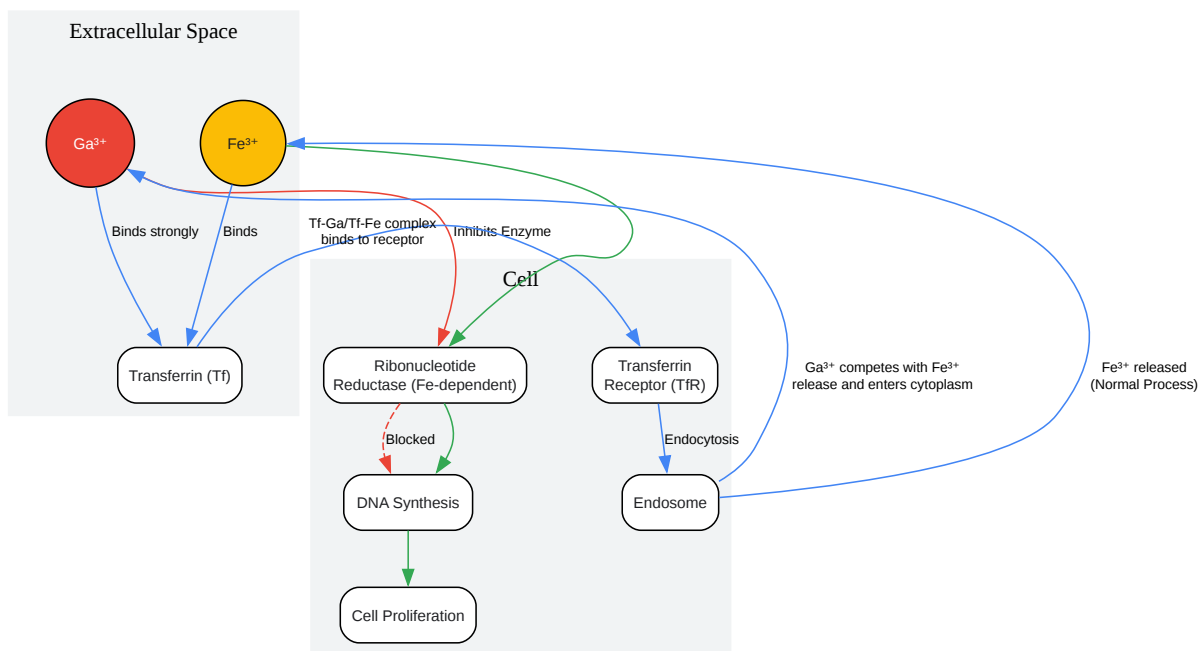 Extracellular Space
Ga³⁺
Fe³⁺
Binds strongly
Binds
Tf-Ga/Tf-Fe complex
binds to receptor
Inhibits Enzyme
Cell
Transferrin (Tf)
Ribonucleotide
Reductase (Fe-dependent)
Transferrin
Receptor (TfR)
Ga³⁺ competes with Fe³⁺
release and enters cytoplasm
Fe³⁺ released
(Normal Process)
Blocked
Endocytosis
DNA Synthesis
Endosome
Cell Proliferation